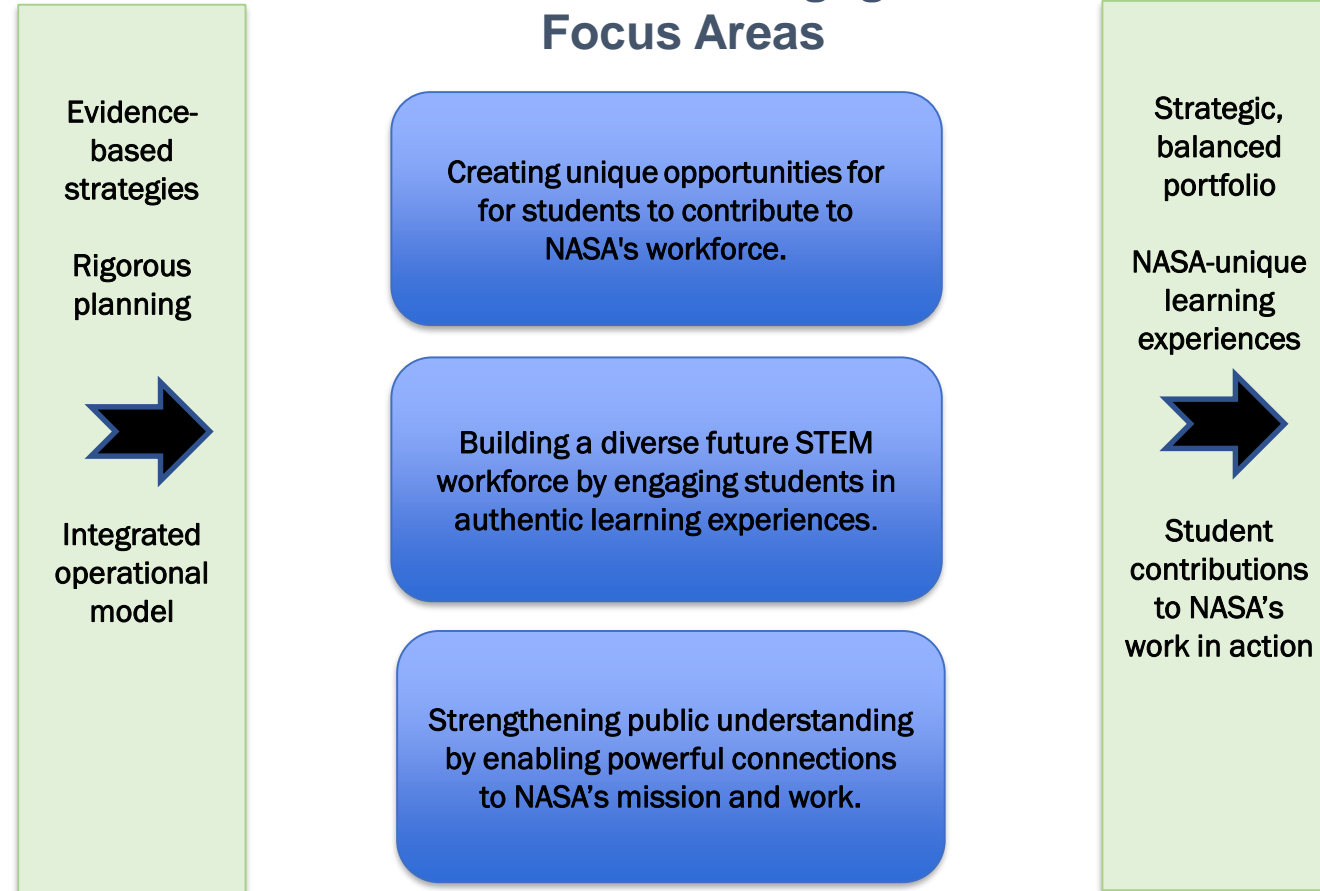 Focus Areas
Evidence-
based
strategies
Rigorous
planning
Integrated
operational
model
Creating unique opportunities for
for students to contribute to
NASA's workforce.
Building a diverse future STEM
workforce by engaging students in
authentic learning experiences.
Strengthening public understanding
by enabling powerful connections
to NASA’s mission and work.
Strategic,
balanced
portfolio
NASA-unique
learning
experiences
Student
contributions
to NASA’s
work in action